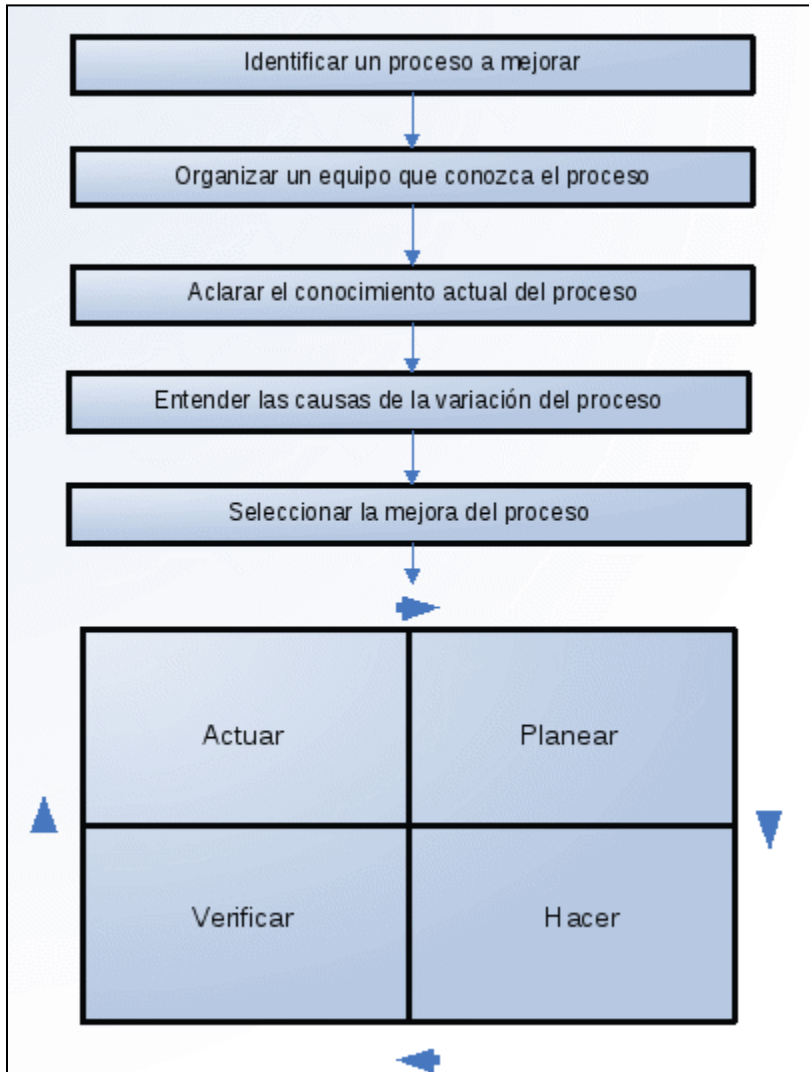 Identificar un proceso a mejorar
Organizar un equipo que conozca el proceso
Aclarar el conocimiento actual del proceso
Entender las causas de la variación del proceso
Seleccionar la mejora del proceso
Actuar
Planear
Verificar
Hacer